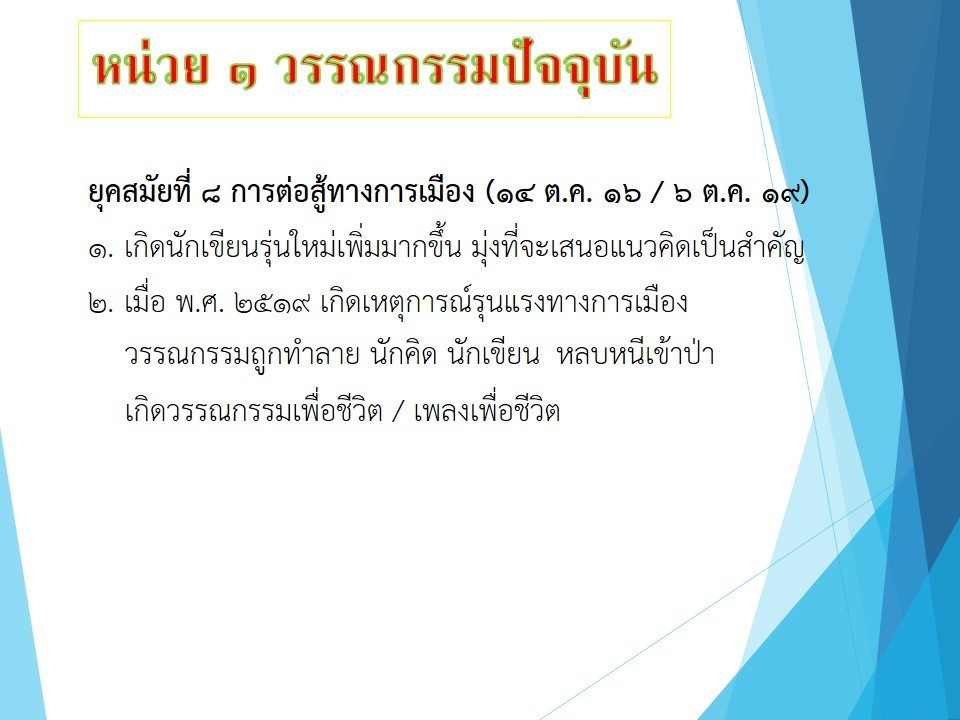 หน่วย ๑ วรรณกรรมปัจจุบัน
ยุคสมัยที่ ๘ การต่อสู้ทางการเมือง (๑๔ ต.ค. ๑๖ / ๖ ต.ค. ๑๙)
๑. เกิดนักเขียนรุ่นใหม่เพิ่มมากขึ้น มุ่งที่จะเสนอแนวคิดเป็นสำคัญ
๒. เมื่อ พ.ศ. ๒๕๑๙ เกิดเหตุการณ์รุนแรงทางการเมือง
วรรณกรรมถูกทำลาย นักคิด นักเขียน หลบหนีเข้าป่า
เกิดวรรณกรรมเพื่อชีวิต / เพลงเพื่อชีวิต